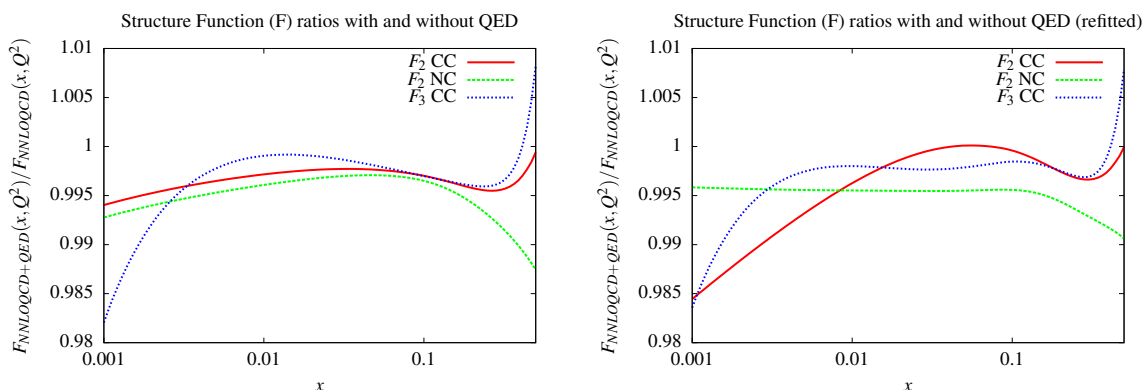 Structure Function (F) ratios with and without QED
F_{NNLOQCD+QED}(x, Q^2)/F_{NNLOQCD}(x, Q^2)
1.01
1.005
1
0.995
0.99
0.985
0.98
F_2 CC
F_2 NC
F_3 CC
0.001
0.01
0.1
x
Structure Function (F) ratios with and without QED (refitted)
F_{NNLOQCD+QED}(x, Q^2)/F_{NNLOQCD}(x, Q^2)
1.01
1.005
1
0.995
0.99
0.985
0.98
F_2 CC
F_2 NC
F_3 CC
0.001
0.01
0.1
x